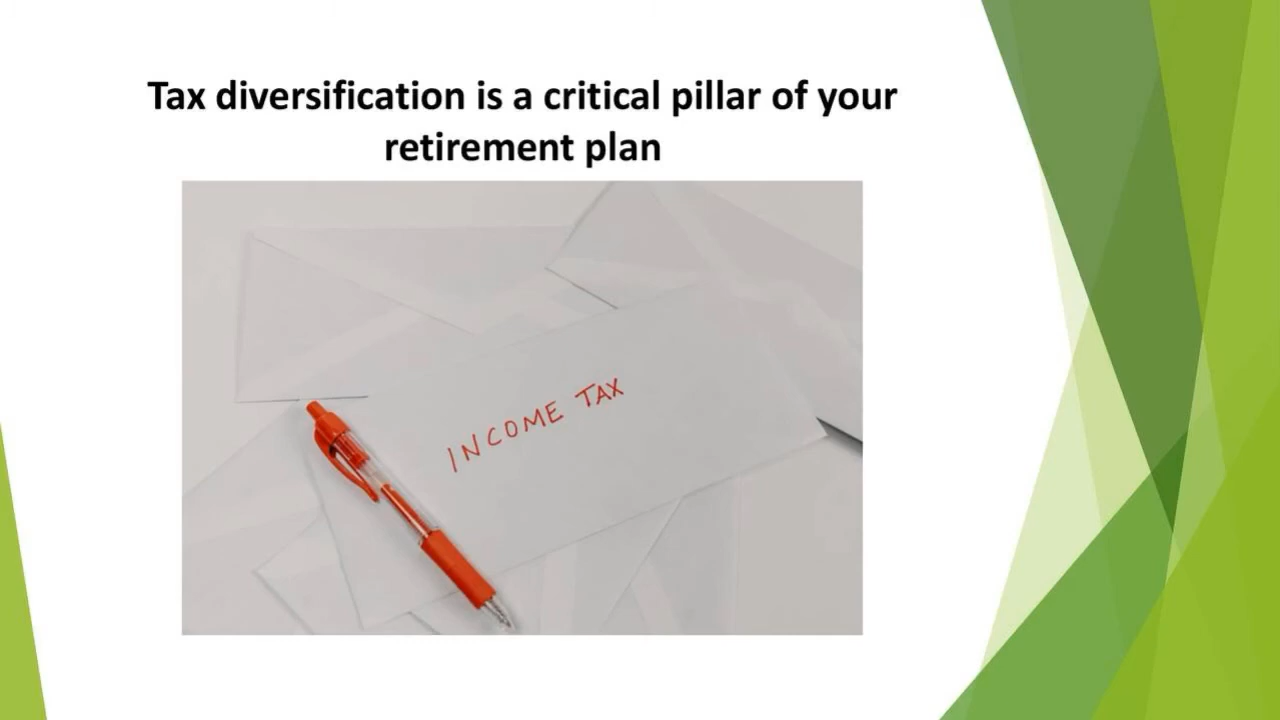 Tax diversification is a critical pillar of your
retirement plan
INCOME TAX